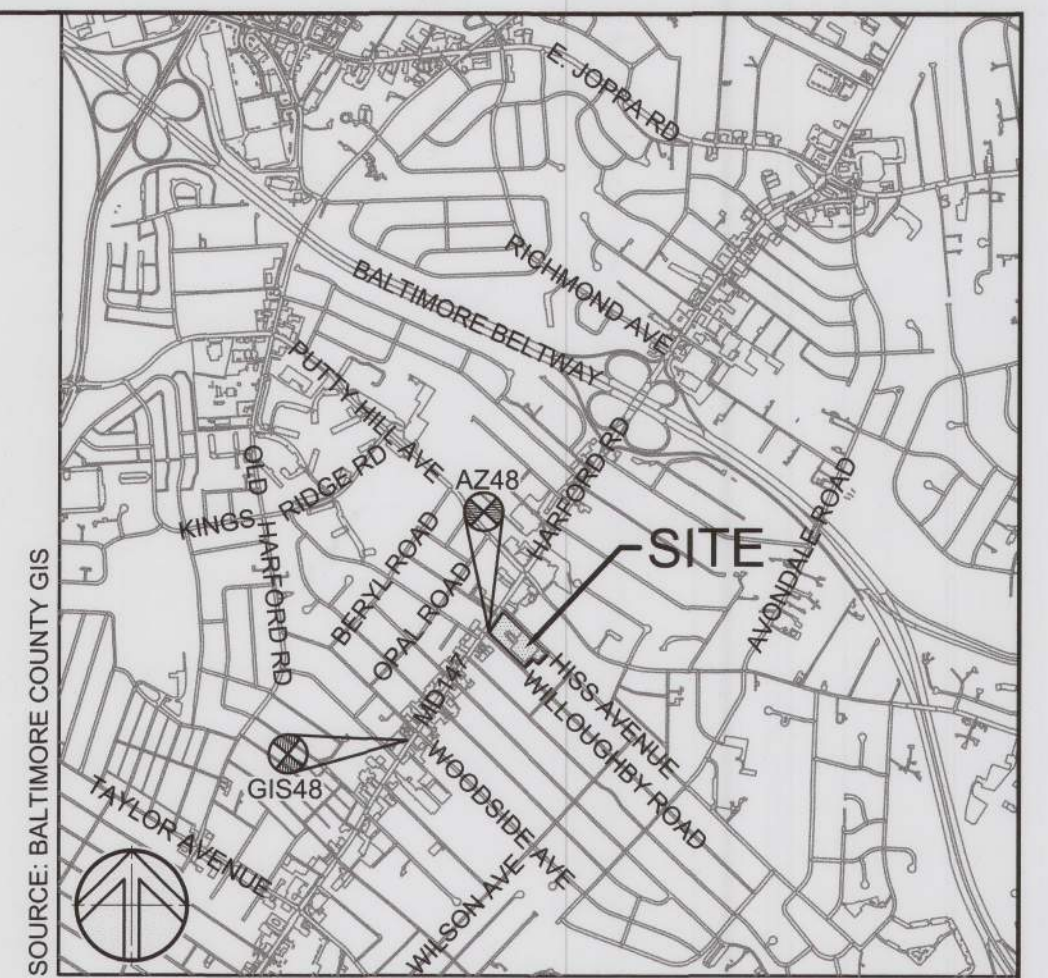 E. JOPPA RD
RICHMOND AVE
BALTIMORE BELTWAY
PUTTY HILL AVE
HARFORD RD
OLD HARFORD RD
KINGS RIDGE RD
AZ48
SITE
BERYL ROAD
OPAL ROAD
AVONDALE ROAD
MD147
HISS AVENUE
WILLOUGHBY ROAD
GIS48
WOODSIDE AVE
TAYLOR AVENUE
WILSON AVE
SOURCE: BALTIMORE COUNTY GIS